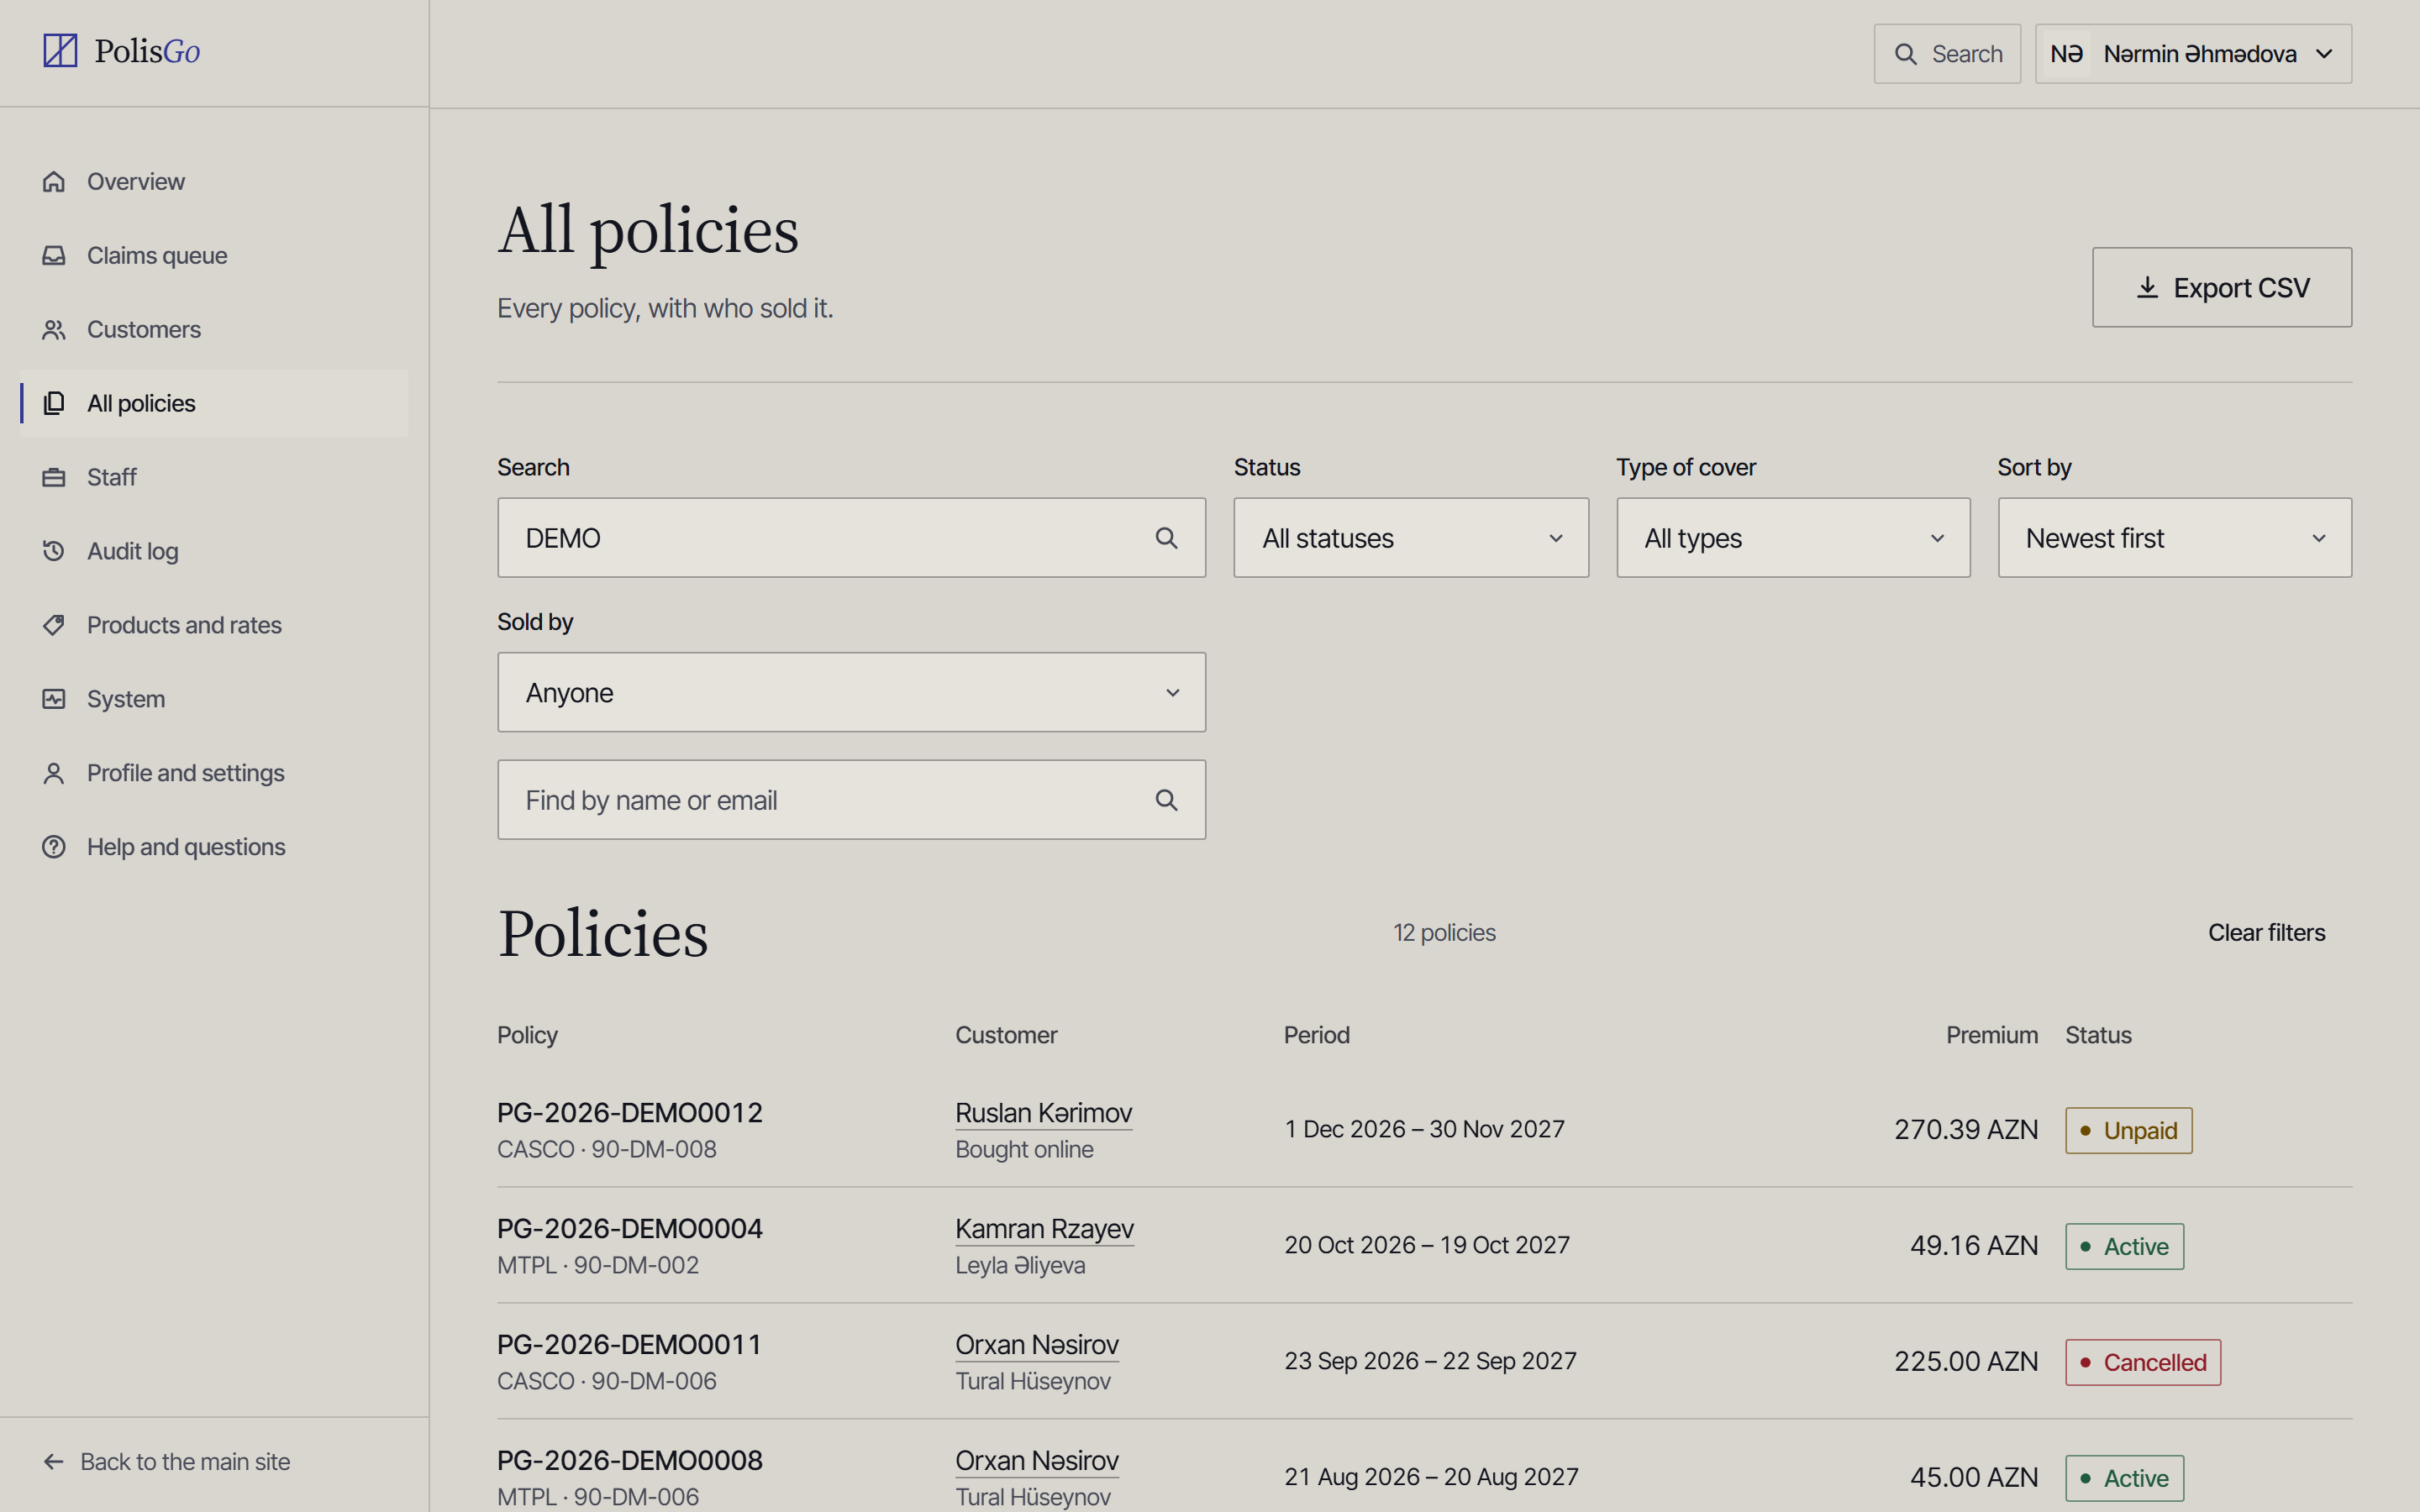 PolisGo
Search
NƏ Nərmin Əhmədova
Overview
Claims queue
Customers
All policies
Staff
Audit log
Products and rates
System
Profile and settings
Help and questions
Back to the main site
All policies
Every policy, with who sold it.
Export CSV
Search
DEMO
Status
All statuses
Type of cover
All types
Sort by
Newest first
Sold by
Anyone
Find by name or email
Policies
12 policies
Clear filters
Policy Customer Period Premium Status
PG-2026-DEMO0012 Ruslan Kərimov 1 Dec 2026 – 30 Nov 2027 270.39 AZN Unpaid
CASCO · 90-DM-008 Bought online
PG-2026-DEMO0004 Kamran Rzayev 20 Oct 2026 – 19 Oct 2027 49.16 AZN Active
MTPL · 90-DM-002 Leyla Əliyeva
PG-2026-DEMO0011 Orxan Nəsirov 23 Sep 2026 – 22 Sep 2027 225.00 AZN Cancelled
CASCO · 90-DM-006 Tural Hüseynov
PG-2026-DEMO0008 Orxan Nəsirov 21 Aug 2026 – 20 Aug 2027 45.00 AZN Active
MTPL · 90-DM-006 Tural Hüseynov